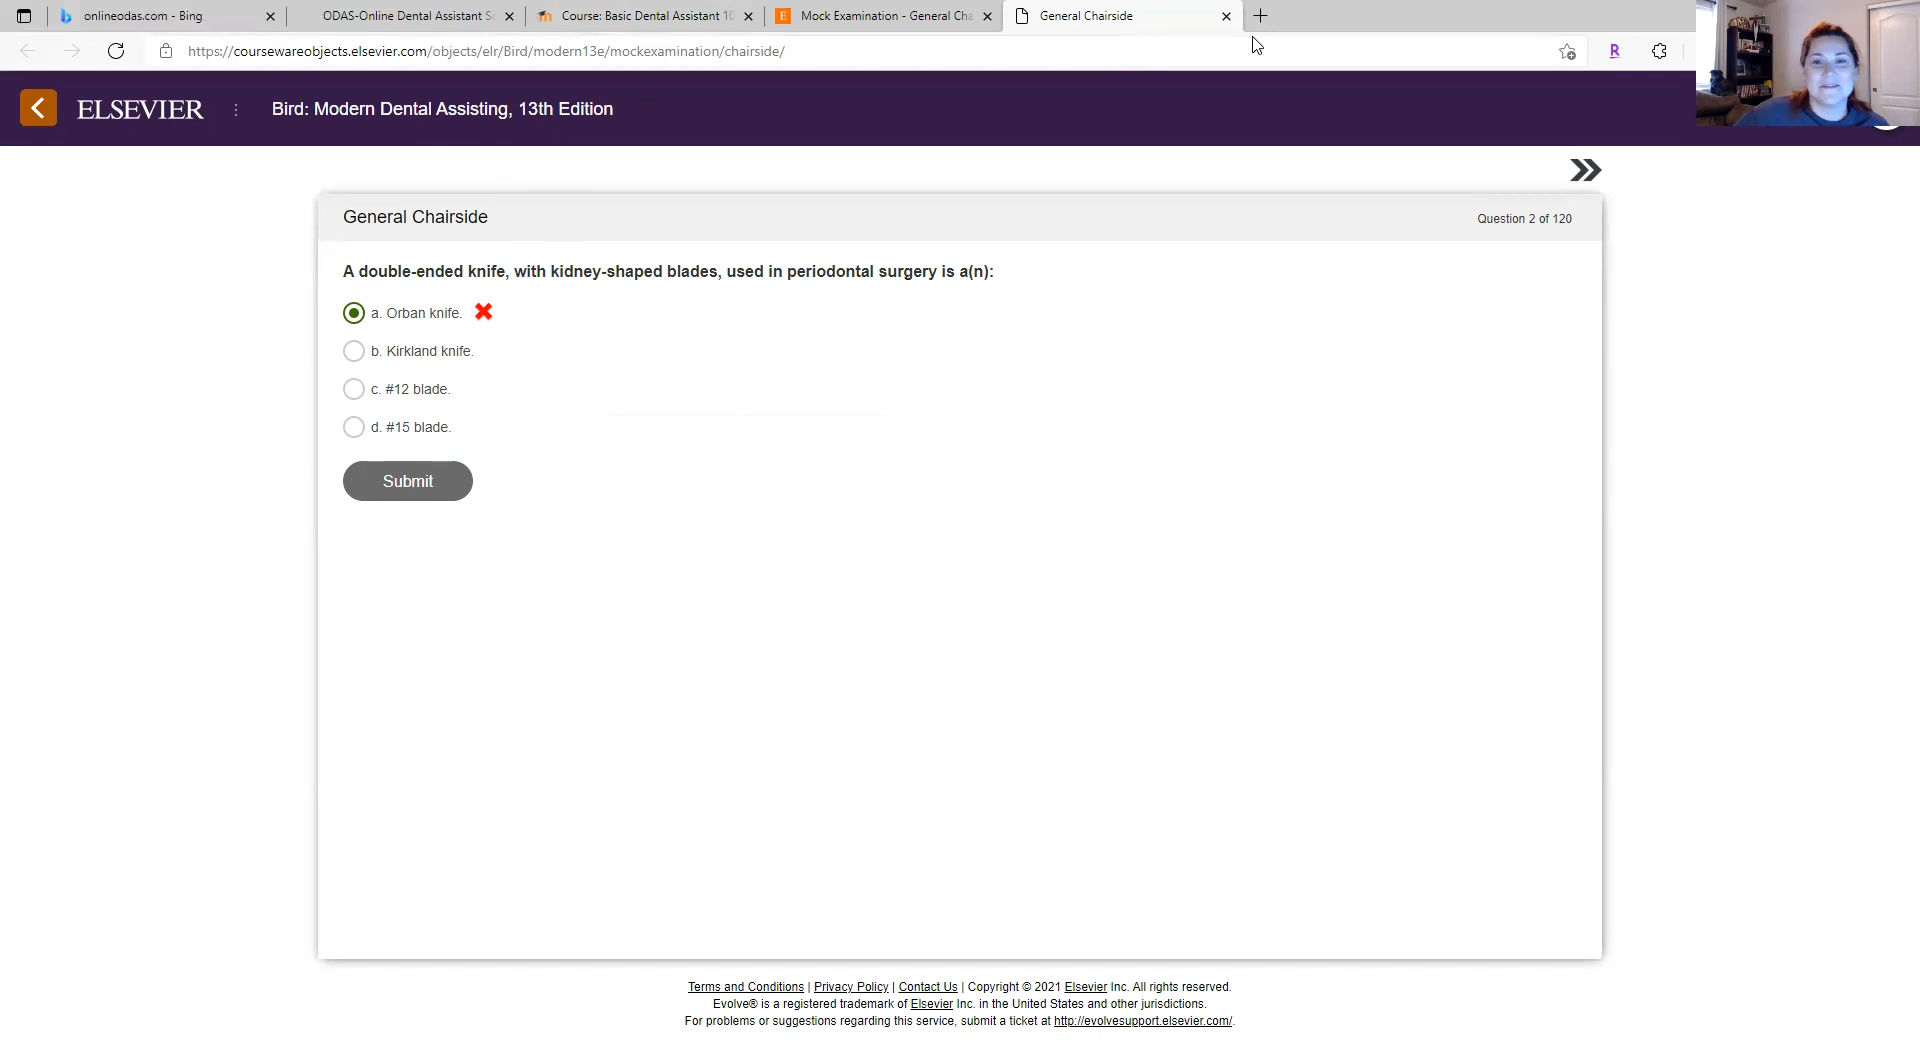 onlineodas.com - Bing
ODAS-Online Dental Assistant Sc
Course: Basic Dental Assistant 10
Mock Examination - General Cha
General Chairside
https://coursewareobjects.elsevier.com/objects/elr/Bird/modern13e/mockexamination/chairside/
R
ELSEVIER
Bird: Modern Dental Assisting, 13th Edition
General Chairside
Question 2 of 120
A double-ended knife, with kidney-shaped blades, used in periodontal surgery is a(n):
a. Orban knife.
b. Kirkland knife.
c. #12 blade.
d. #15 blade.
Submit
Terms and Conditions | Privacy Policy | Contact Us | Copyright © 2021 Elsevier Inc. All rights reserved.
Evolve® is a registered trademark of Elsevier Inc. in the United States and other jurisdictions.
For problems or suggestions regarding this service, submit a ticket at http://evolvesupport.elsevier.com/.